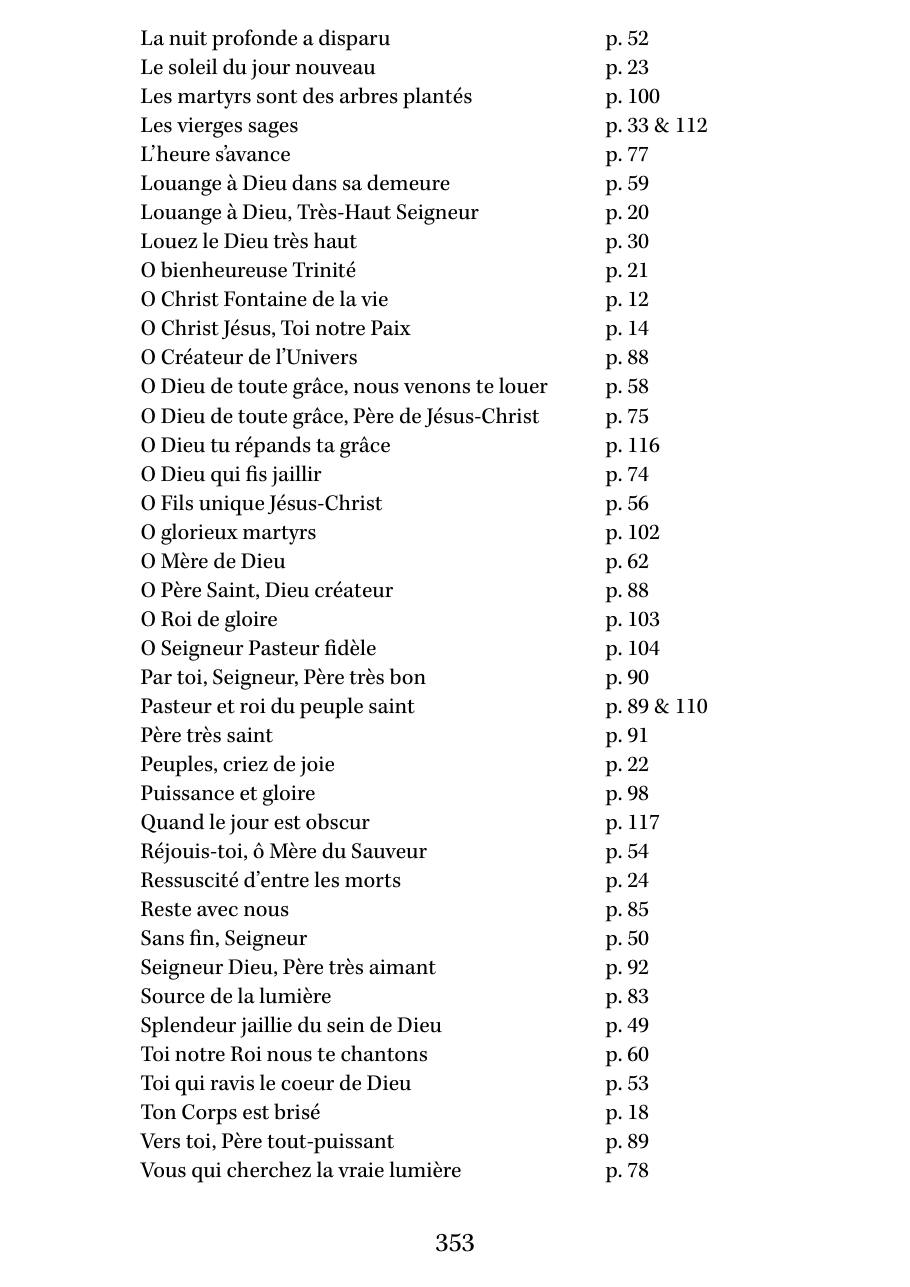 La nuit profonde a disparu p. 52
Le soleil du jour nouveau p. 23
Les martyrs sont des arbres plantés p. 100
Les vierges sages p. 33 & 112
L’heure s’avance p. 77
Louange à Dieu dans sa demeure p. 59
Louange à Dieu, Très-Haut Seigneur p. 20
Louez le Dieu très haut p. 30
O bienheureuse Trinité p. 21
O Christ Fontaine de la vie p. 12
O Christ Jésus, Toi notre Paix p. 14
O Créateur de l’Univers p. 88
O Dieu de toute grâce, nous venons te louer p. 58
O Dieu de toute grâce, Père de Jésus-Christ p. 75
O Dieu tu répands ta grâce p. 116
O Dieu qui fis jaillir p. 74
O Fils unique Jésus-Christ p. 56
O glorieux martyrs p. 102
O Mère de Dieu p. 62
O Père Saint, Dieu créateur p. 88
O Roi de gloire p. 103
O Seigneur Pasteur fidèle p. 104
Par toi, Seigneur, Père très bon p. 90
Pasteur et roi du peuple saint p. 89 & 110
Père très saint p. 91
Peuples, criez de joie p. 22
Puissance et gloire p. 98
Quand le jour est obscur p. 117
Réjouis-toi, ô Mère du Sauveur p. 54
Ressuscité d’entre les morts p. 24
Reste avec nous p. 85
Sans fin, Seigneur p. 50
Seigneur Dieu, Père très aimant p. 92
Source de la lumière p. 83
Splendeur jaillie du sein de Dieu p. 49
Toi notre Roi nous te chantons p. 60
Toi qui ravis le coeur de Dieu p. 53
Ton Corps est brisé p. 18
Vers toi, Père tout-puissant p. 89
Vous qui cherchez la vraie lumière p. 78
353